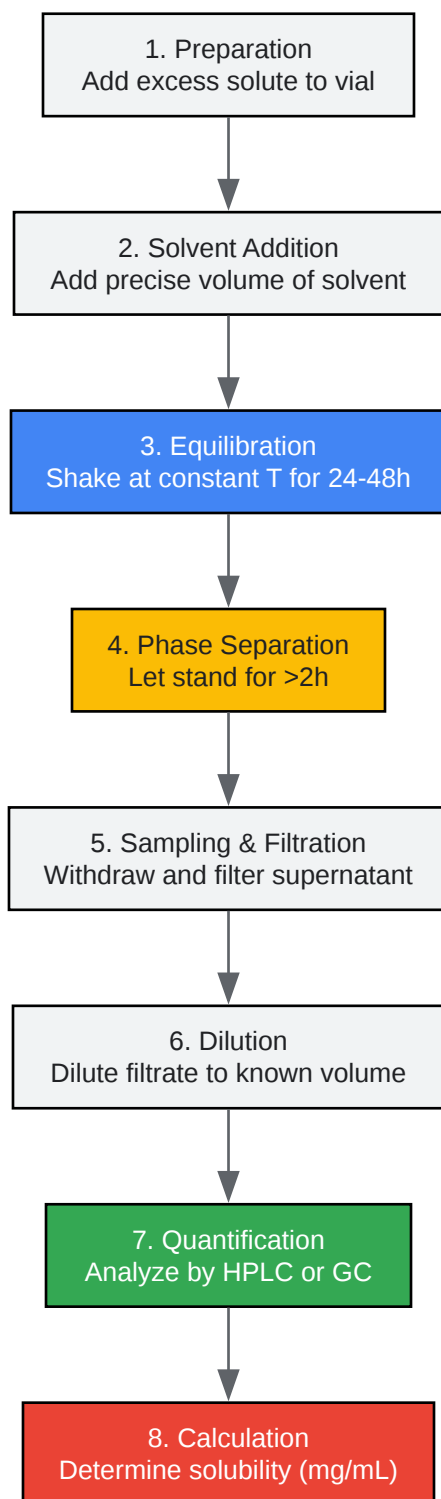 1. Preparation
Add excess solute to vial
2. Solvent Addition
Add precise volume of solvent
3. Equilibration
Shake at constant T for 24-48h
4. Phase Separation
Let stand for >2h
5. Sampling & Filtration
Withdraw and filter supernatant
6. Dilution
Dilute filtrate to known volume
7. Quantification
Analyze by HPLC or GC
8. Calculation
Determine solubility (mg/mL)